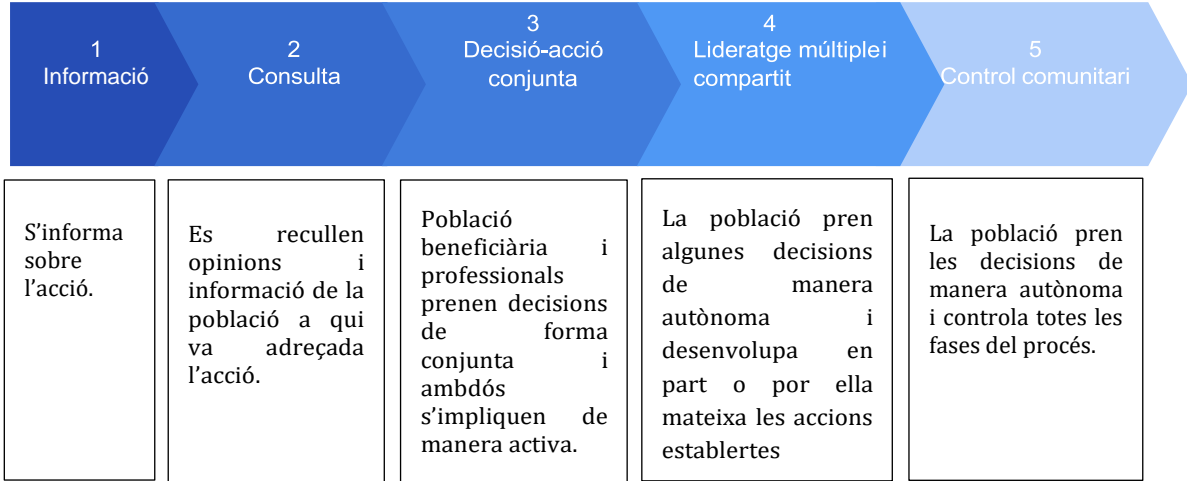 1
Informació
2
Consulta
3
Decisió-acció
conjunta
4
Lideratge múltiple i
compartit
5
Control comunitari
S’informa
sobre
l’acció.
Es recullen
opinions i
informació de la
població a qui
va adreçada
l’acció.
Població
beneficiària i
professionals
prenen decisions
de forma
conjunta i
ambdós
s’impliquen de
manera activa.
La població pren
algunes decisions
de manera
autònoma i
desenvolupa en
part o por ella
mateixa les accions
establertes
La població pren
les decisions de
manera autònoma
i controla totes les
fases del procés.